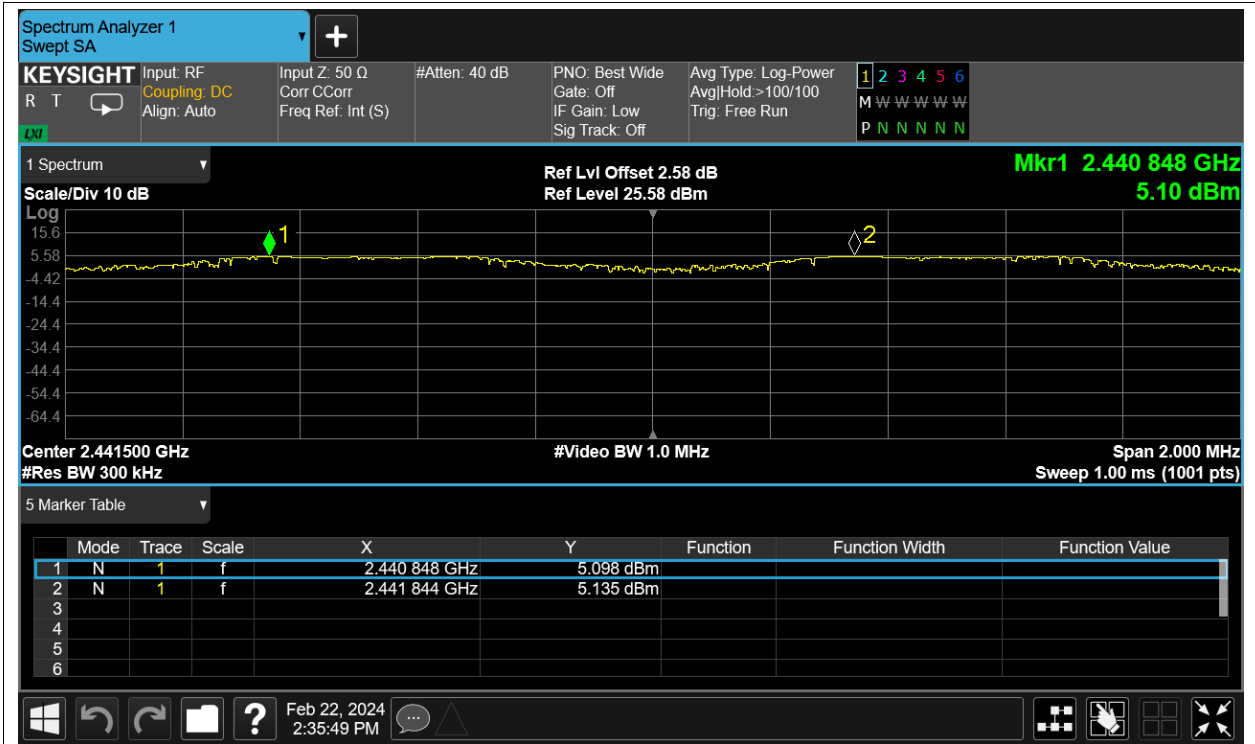 Spectrum Analyzer 1
Swept SA
KEYSIGHT
R T
LXI
Input: RF
Coupling: DC
Align: Auto
Input Z: 50 Ω
Corr CCorr
Freq Ref: Int (S)
#Atten: 40 dB
PNO: Best Wide
Gate: Off
IF Gain: Low
Sig Track: Off
Avg Type: Log-Power
Avg|Hold:>100/100
Trig: Free Run
1 2 3 4 5 6
M W W W W W
P N N N N N
1 Spectrum
Scale/Div 10 dB
Ref Lvl Offset 2.58 dB
Ref Level 25.58 dBm
Mkr1 2.440 848 GHz
5.10 dBm
Log
15.6
5.58
-4.42
-14.4
-24.4
-34.4
-44.4
-54.4
-64.4
1
2
Center 2.441500 GHz
#Res BW 300 kHz
#Video BW 1.0 MHz
Span 2.000 MHz
Sweep 1.00 ms (1001 pts)
5 Marker Table
Mode Trace Scale X Y Function Function Width Function Value
1 N 1 f 2.440 848 GHz 5.098 dBm
2 N 1 f 2.441 844 GHz 5.135 dBm
3
4
5
6
?
Feb 22, 2024
2:35:49 PM